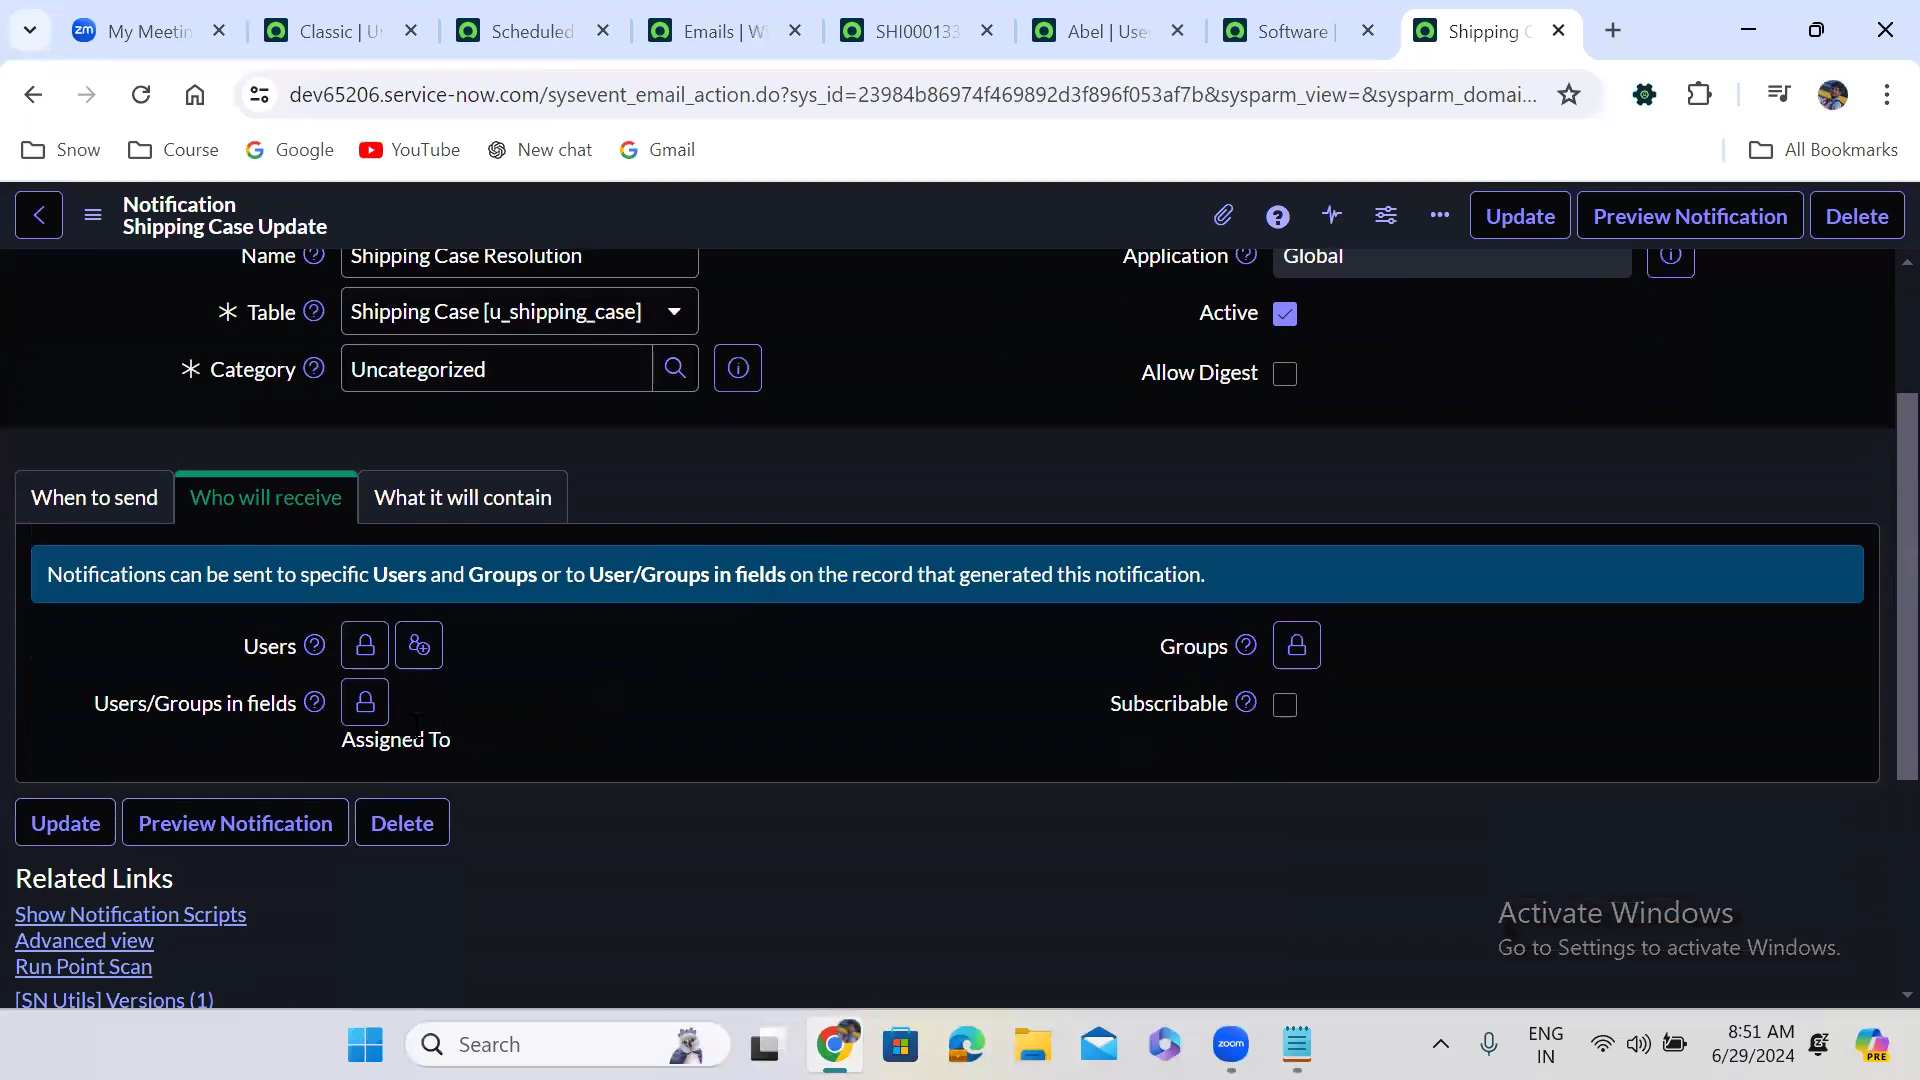 zm My Meetin
Classic | U
Scheduled
Emails | W
SHI000133
Abel | Use
Software |
Shipping C
dev65206.service-now.com/sysevent_email_action.do?sys_id=23984b86974f469892d3f896f053af7b&sysparm_view=&sysparm_domai...
Snow
Course
Google
YouTube
New chat
Gmail
All Bookmarks
Notification
Shipping Case Update
Update
Preview Notification
Delete
Name
Shipping Case Resolution
Application
Global
Table
Shipping Case [u_shipping_case]
Active
Category
Uncategorized
Allow Digest
When to send
Who will receive
What it will contain
Notifications can be sent to specific Users and Groups or to User/Groups in fields on the record that generated this notification.
Users
Groups
Users/Groups in fields
Subscribable
Assigned To
Update
Preview Notification
Delete
Related Links
Show Notification Scripts
Advanced view
Run Point Scan
[SN Utils] Versions (1)
Activate Windows
Go to Settings to activate Windows.
Search
zoom
ENG
IN
8:51 AM
6/29/2024
PRE